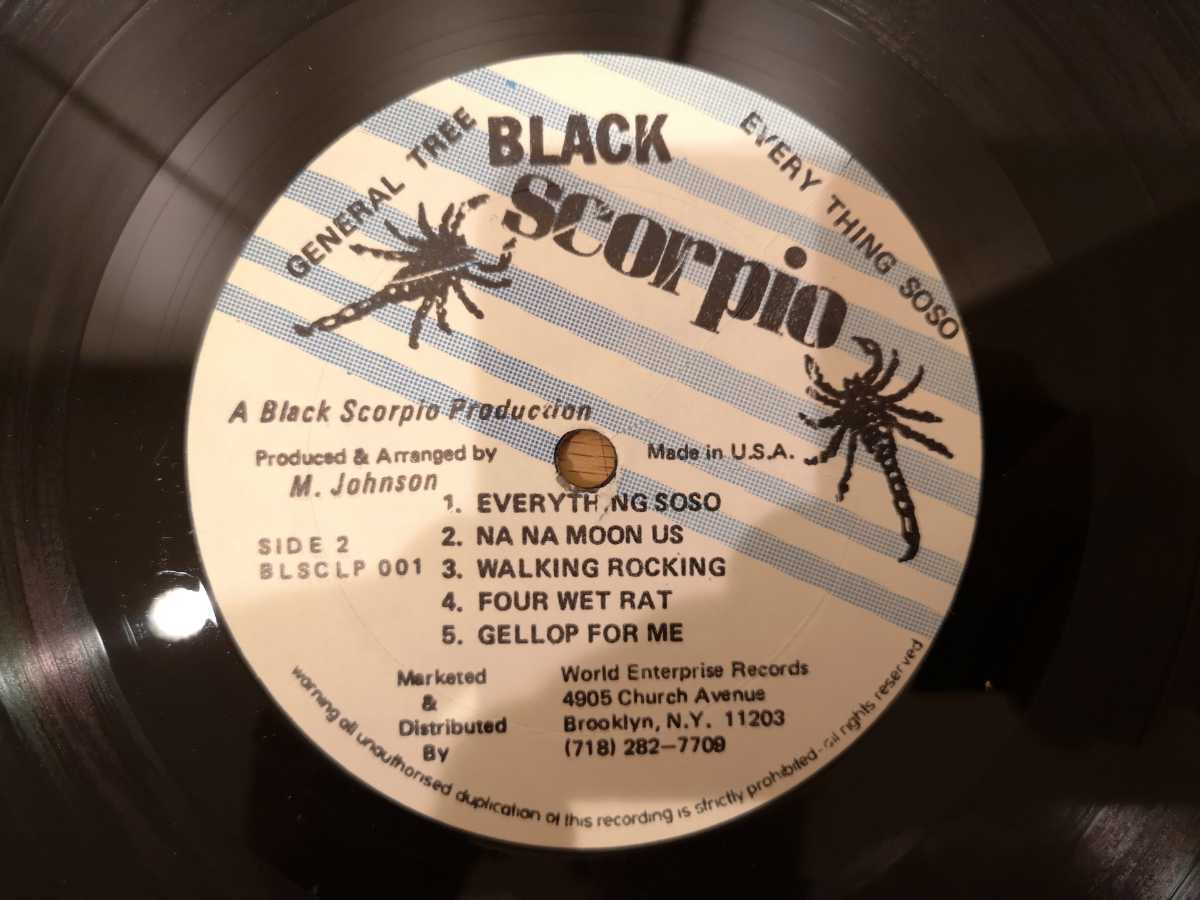 GENERAL TREE
BLACK
scorpio
EVERY THING SOSO
A Black Scorpio Production
Produced & Arranged by
M. Johnson
Made in U.S.A.
SIDE 2
BLSCLP 001
1. EVERYTHING SOSO
2. NA NA MOON US
3. WALKING ROCKING
4. FOUR WET RAT
5. GELLOP FOR ME
Marketed
&
Distributed
By
World Enterprise Records
4905 Church Avenue
Brooklyn, N.Y. 11203
(718) 282-7709
warning all unauthorised duplication of this recording is strictly prohibited-all rights reserved